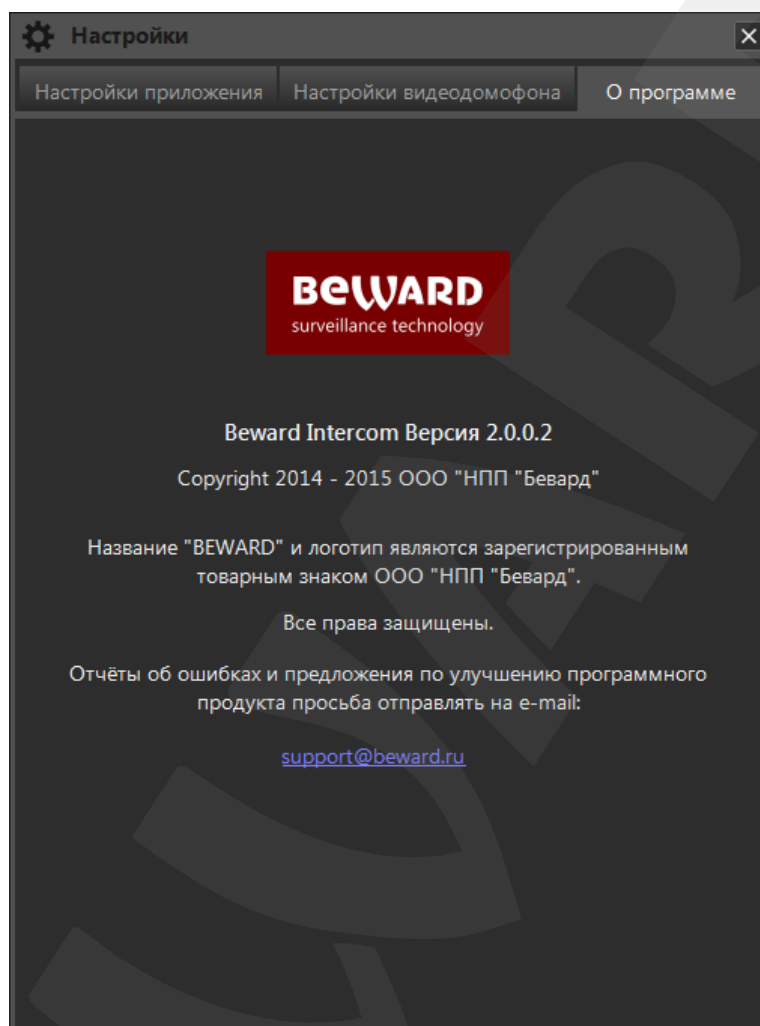 Настройки
Настройки приложения Настройки видеодомофона О программе
BEWARD
surveillance technology
Beward Intercom Версия 2.0.0.2
Copyright 2014 - 2015 ООО "НПП "Бевард"
Название "BEWARD" и логотип являются зарегистрированным
товарным знаком ООО "НПП "Бевард".
Все права защищены.
Отчёты об ошибках и предложения по улучшению программного
продукта просьба отправлять на e-mail:
support@beward.ru